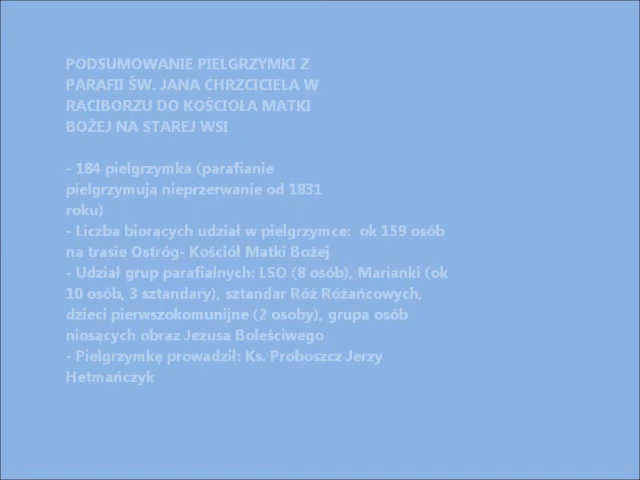 PODSUMOWANIE PIELGRZYMKI Z
PARAFII ŚW. JANA CHRZCICIELA W
RACIBORZU DO KOŚCIOŁA MATKI
BOŻEJ NA STAREJ WSI
- 184 pielgrzymka (parafianie
pielgrzymują nieprzerwanie od 1831
roku)
- Liczba biorących udział w pielgrzymce:  ok 159 osób
na trasie Ostróg- Kościół Matki Bożej
- Udział grup parafialnych: LSO (8 osób), Marianki (ok
10 osób, 3 sztandary), sztandar Róż Różańcowych,
dzieci pierwszokomunijne (2 osoby), grupa osób
niosących obraz Jezusa Boleściwego
- Pielgrzymkę prowadził: Ks. Proboszcz Jerzy
Hetmańczyk